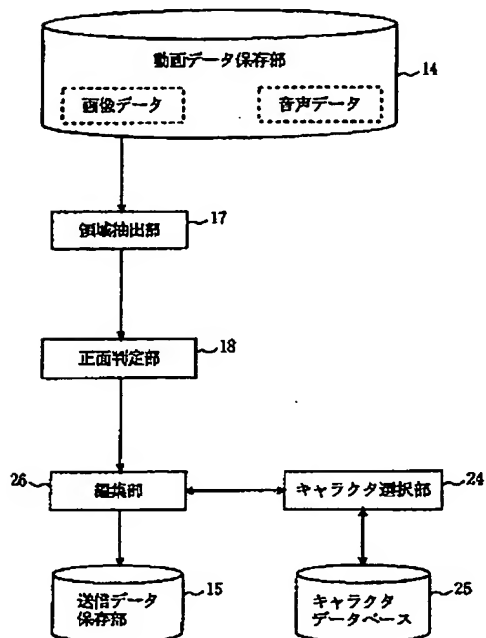 動画データ保存部
14
画像データ
音声データ
領域抽出部
17
正面判定部
18
26
編集部
キャラクタ選択部
24
送信データ
保存部
15
キャラクタ
データベース
25